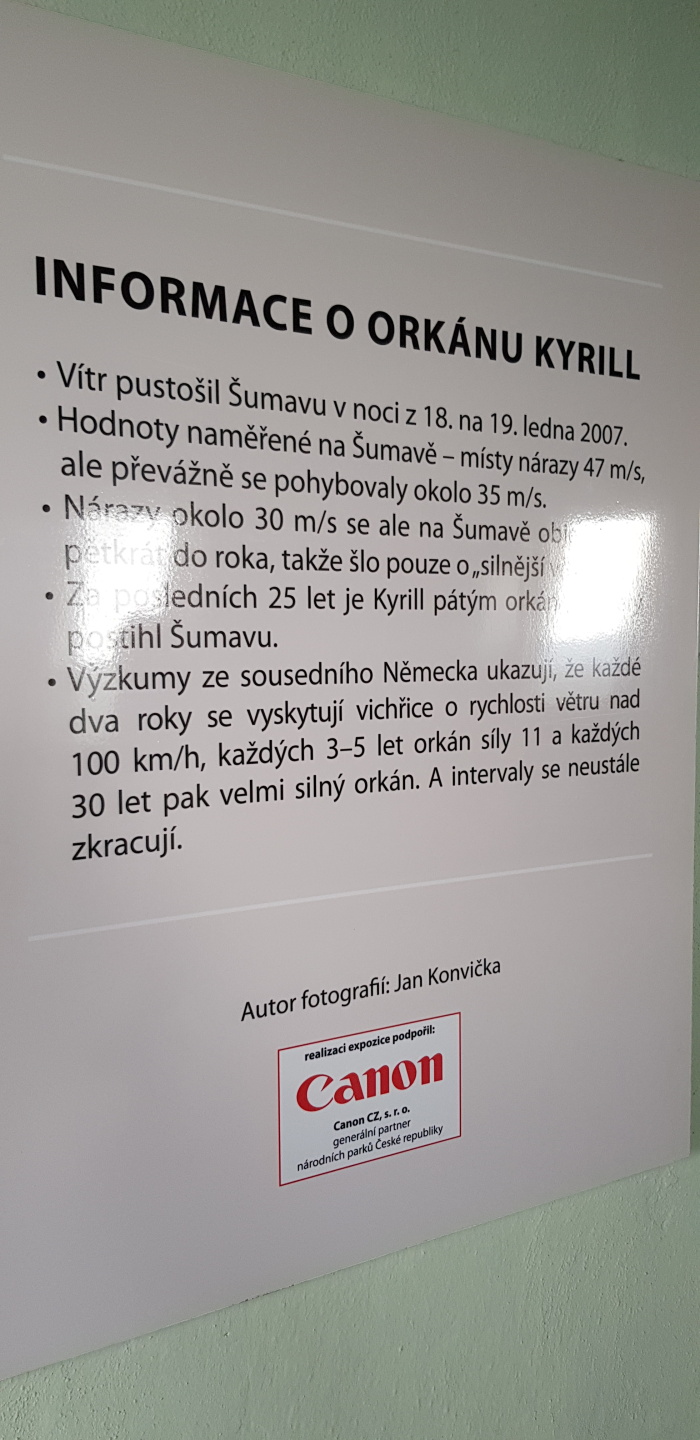 INFORMACE O ORKÁNU KYRILL
• Vítr pustošil Šumavu v noci z 18. na 19. ledna 2007.
• Hodnoty naměřené na Šumavě – místy nárazy 47 m/s,
ale převážně se pohybovaly okolo 35 m/s.
• Nárazy okolo 30 m/s se ale na Šumavě
pětkrát do roka, takže šlo pouze o „silnější
• Za posledních 25 let je Kyrill pátým
postihl Šumavu.
• Výzkumy ze sousedního Německa ukazují, že každé
dva roky se vyskytují vichřice o rychlosti větru nad
100 km/h, každých 3–5 let orkán síly 11 a každých
30 let pak velmi silný orkán. A intervaly se neustále
zkracují.
Autor fotografií: Jan Konvička
realizaci expozice podpořil:
Canon
Canon CZ, s. r. o.
generální partner
národních parků České republiky